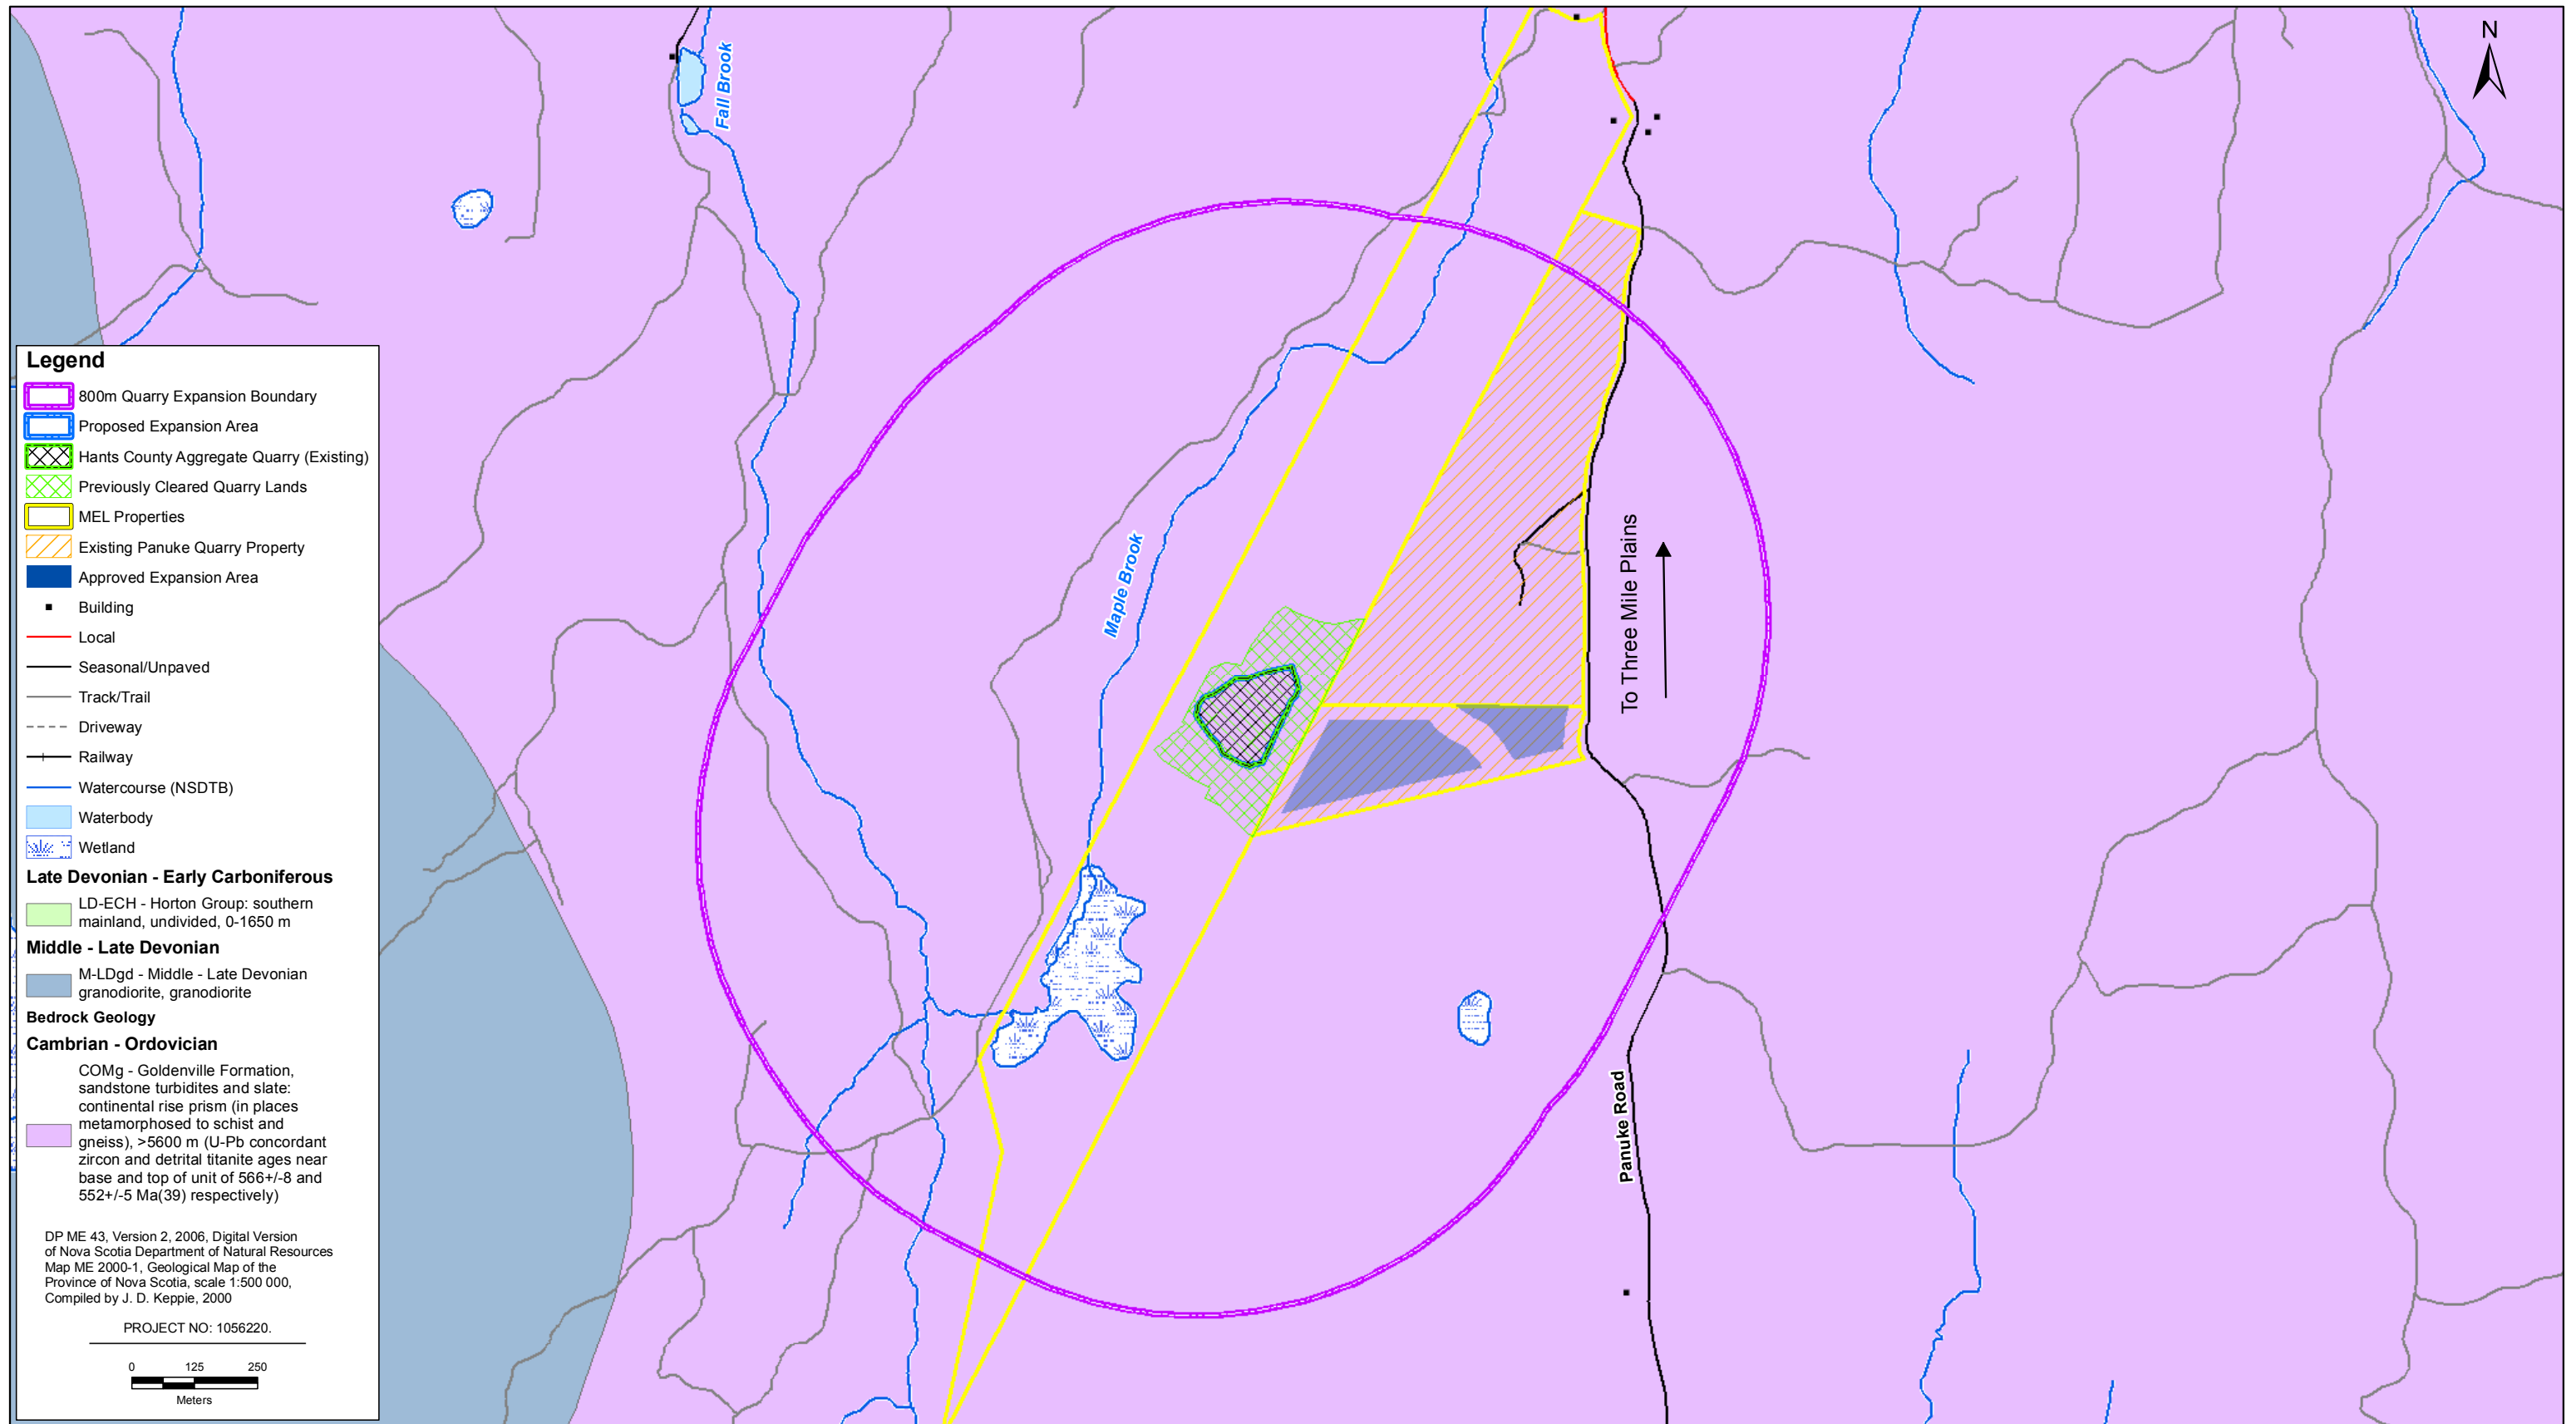 N
Fall Brook
Maple Brook
To Three Mile Plains
Panuke Road
Legend
800m Quarry Expansion Boundary
Proposed Expansion Area
Hants County Aggregate Quarry (Existing)
Previously Cleared Quarry Lands
MEL Properties
Existing Panuke Quarry Property
Approved Expansion Area
Building
Local
Seasonal/Unpaved
Track/Trail
Driveway
Railway
Watercourse (NSDTB)
Waterbody
Wetland
Late Devonian - Early Carboniferous
LD-ECH - Horton Group: southern
mainland, undivided, 0-1650 m
Middle - Late Devonian
M-LDgd - Middle - Late Devonian
granodiorite, granodiorite
Bedrock Geology
Cambrian - Ordovician
COMg - Goldenville Formation,
sandstone turbidites and slate:
continental rise prism (in places
metamorphosed to schist and
gneiss), >5600 m (U-Pb concordant
zircon and detrital titanite ages near
base and top of unit of 566+/-8 and
552+/-5 Ma(39) respectively)
DP ME 43, Version 2, 2006, Digital Version
of Nova Scotia Department of Natural Resources
Map ME 2000-1, Geological Map of the
Province of Nova Scotia, scale 1:500 000,
Compiled by J. D. Keppie, 2000
PROJECT NO: 1056220.
0 125 250
Meters